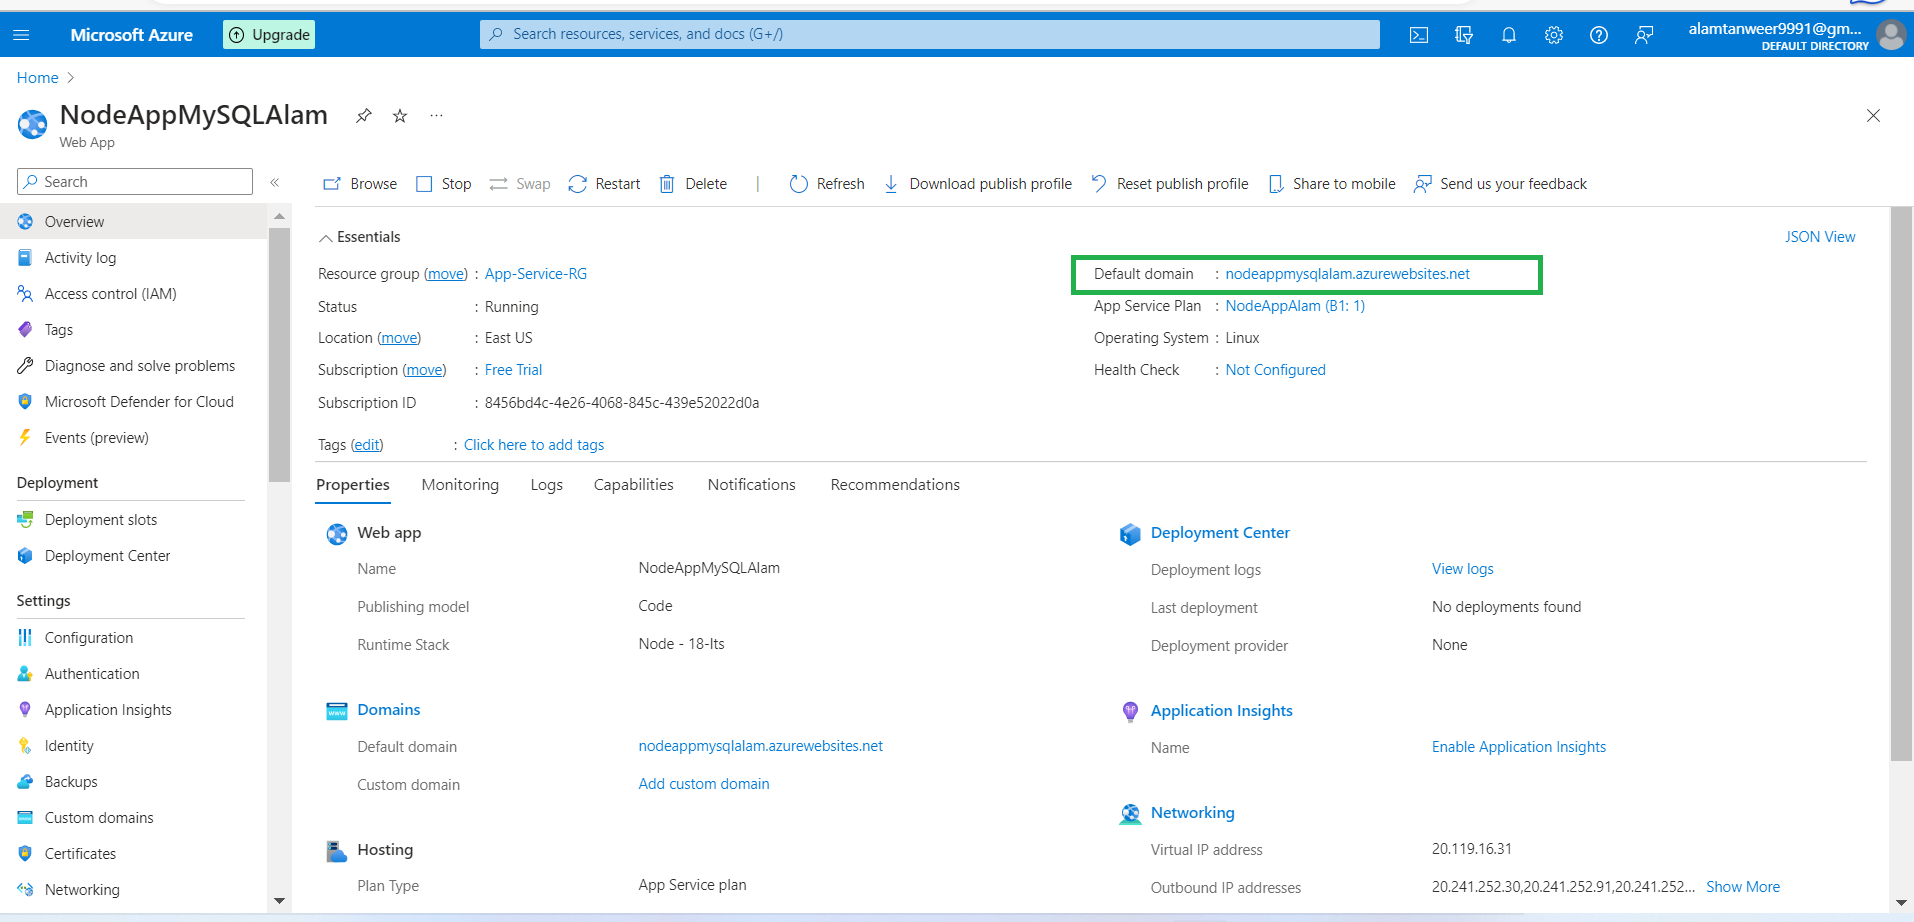 Microsoft Azure
Upgrade
Search resources, services, and docs (G+/)
alamtanweer9991@gm...
DEFAULT DIRECTORY
Home
NodeAppMySQLAlam
Web App
Search
Browse
Stop
Swap
Restart
Delete
Refresh
Download publish profile
Reset publish profile
Share to mobile
Send us your feedback
Overview
Activity log
Access control (IAM)
Tags
Diagnose and solve problems
Microsoft Defender for Cloud
Events (preview)
Deployment
Deployment slots
Deployment Center
Settings
Configuration
Authentication
Application Insights
Identity
Backups
Custom domains
Certificates
Networking
Essentials
JSON View
Resource group (move) : App-Service-RG
Status : Running
Location (move) : East US
Subscription (move) : Free Trial
Subscription ID : 8456bd4c-4e26-4068-845c-439e52022d0a
Default domain : nodeappmysqlalam.azurewebsites.net
App Service Plan : NodeAppAlam (B1: 1)
Operating System : Linux
Health Check : Not Configured
Tags (edit) : Click here to add tags
Properties
Monitoring
Logs
Capabilities
Notifications
Recommendations
Web app
Name NodeAppMySQLAlam
Publishing model Code
Runtime Stack Node - 18-lts
Domains
Default domain nodeappmysqlalam.azurewebsites.net
Custom domain Add custom domain
Hosting
Plan Type App Service plan
Deployment Center
Deployment logs View logs
Last deployment No deployments found
Deployment provider None
Application Insights
Name Enable Application Insights
Networking
Virtual IP address 20.119.16.31
Outbound IP addresses 20.241.252.30,20.241.252.91,20.241.252... Show More